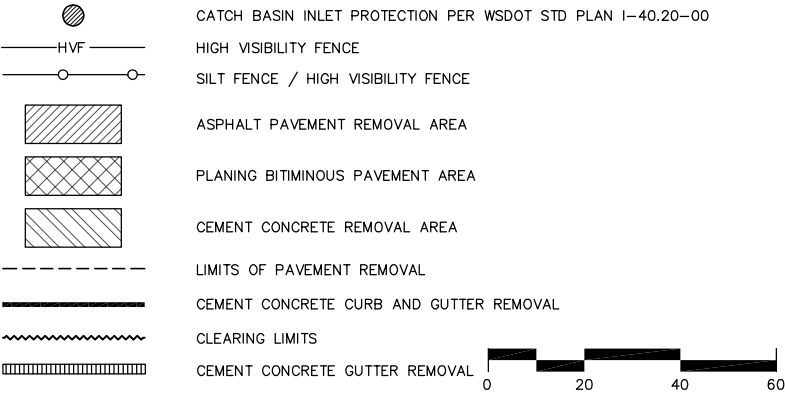 CATCH BASIN INLET PROTECTION PER WSDOT STD PLAN I-40.20-00
HVF HIGH VISIBILITY FENCE
SILT FENCE / HIGH VISIBILITY FENCE
ASPHALT PAVEMENT REMOVAL AREA
PLANING BITIMINOUS PAVEMENT AREA
CEMENT CONCRETE REMOVAL AREA
LIMITS OF PAVEMENT REMOVAL
CEMENT CONCRETE CURB AND GUTTER REMOVAL
CLEARING LIMITS
CEMENT CONCRETE GUTTER REMOVAL
0 20 40 60